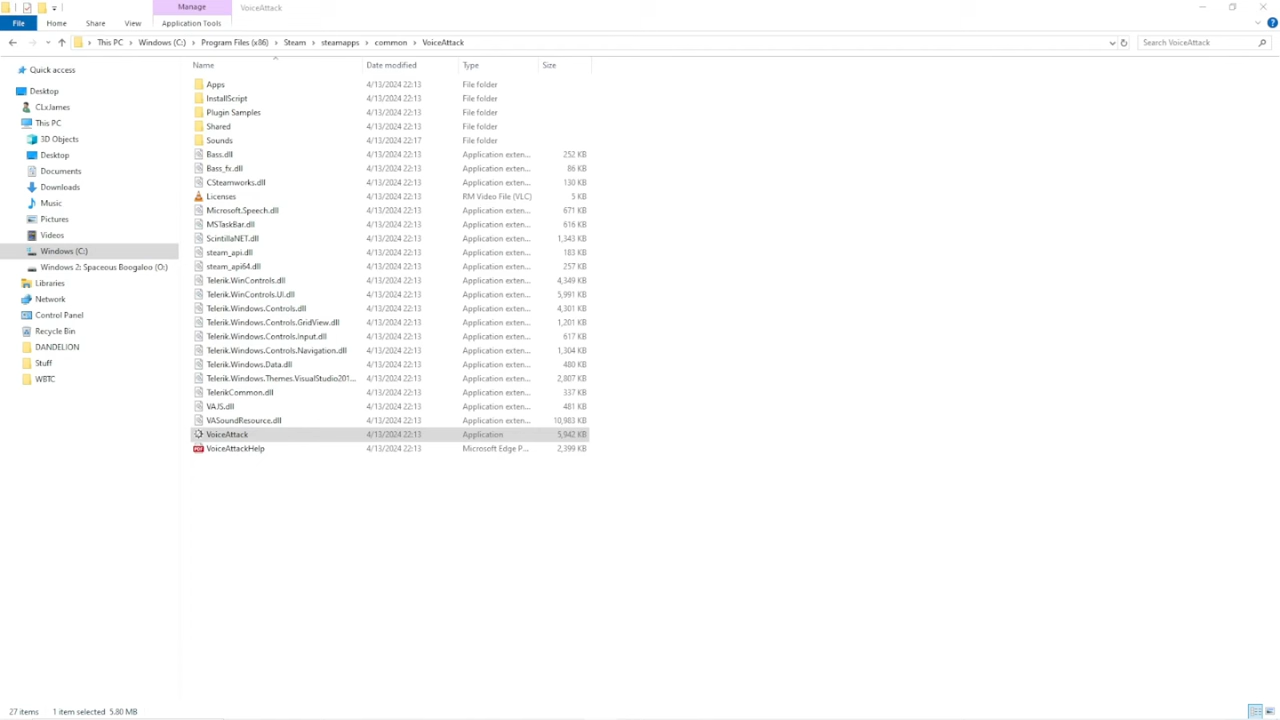 Manage
VoiceAttack
File
Home
Share
View
Application Tools
This PC > Windows (C:) > Program Files (x86) > Steam > steamapps > common > VoiceAttack
Search VoiceAttack
Name Date modified Type Size
Quick access
Desktop
CLxJames
This PC
3D Objects
Desktop
Documents
Downloads
Music
Pictures
Videos
Windows (C:)
Windows 2: Spaceous Boogaloo (O:)
Libraries
Network
Control Panel
Recycle Bin
DANDELION
Stuff
WBTC
Apps 4/13/2024 22:13 File folder
InstallScript 4/13/2024 22:13 File folder
Plugin Samples 4/13/2024 22:13 File folder
Shared 4/13/2024 22:13 File folder
Sounds 4/13/2024 22:17 File folder
Bass.dll 4/13/2024 22:13 Application exten... 252 KB
Bass_fx.dll 4/13/2024 22:13 Application exten... 86 KB
CSteamworks.dll 4/13/2024 22:13 Application exten... 130 KB
Licenses 4/13/2024 22:13 RM Video File (VLC) 5 KB
Microsoft.Speech.dll 4/13/2024 22:13 Application exten... 671 KB
MSTaskBar.dll 4/13/2024 22:13 Application exten... 616 KB
ScintillaNET.dll 4/13/2024 22:13 Application exten... 1,343 KB
steam_api.dll 4/13/2024 22:13 Application exten... 183 KB
steam_api64.dll 4/13/2024 22:13 Application exten... 257 KB
Telerik.WinControls.dll 4/13/2024 22:13 Application exten... 4,349 KB
Telerik.WinControls.UI.dll 4/13/2024 22:13 Application exten... 5,991 KB
Telerik.Windows.Controls.dll 4/13/2024 22:13 Application exten... 4,301 KB
Telerik.Windows.Controls.GridView.dll 4/13/2024 22:13 Application exten... 1,201 KB
Telerik.Windows.Controls.Input.dll 4/13/2024 22:13 Application exten... 617 KB
Telerik.Windows.Controls.Navigation.dll 4/13/2024 22:13 Application exten... 1,304 KB
Telerik.Windows.Data.dll 4/13/2024 22:13 Application exten... 480 KB
Telerik.Windows.Themes.VisualStudio201... 4/13/2024 22:13 Application exten... 2,807 KB
TelerikCommon.dll 4/13/2024 22:13 Application exten... 337 KB
VAJS.dll 4/13/2024 22:13 Application exten... 481 KB
VASoundResource.dll 4/13/2024 22:13 Application exten... 10,983 KB
VoiceAttack 4/13/2024 22:13 Application 5,942 KB
VoiceAttackHelp 4/13/2024 22:13 Microsoft Edge P... 2,399 KB
27 items 1 item selected 5.80 MB